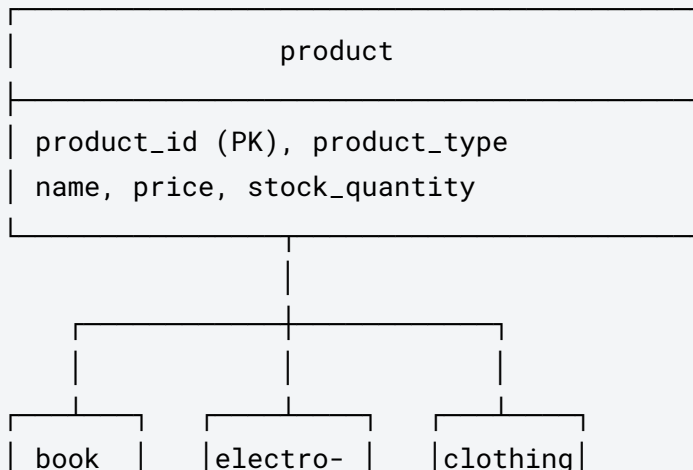 product
product_id (PK), product_type
name, price, stock_quantity
book electro- clothing